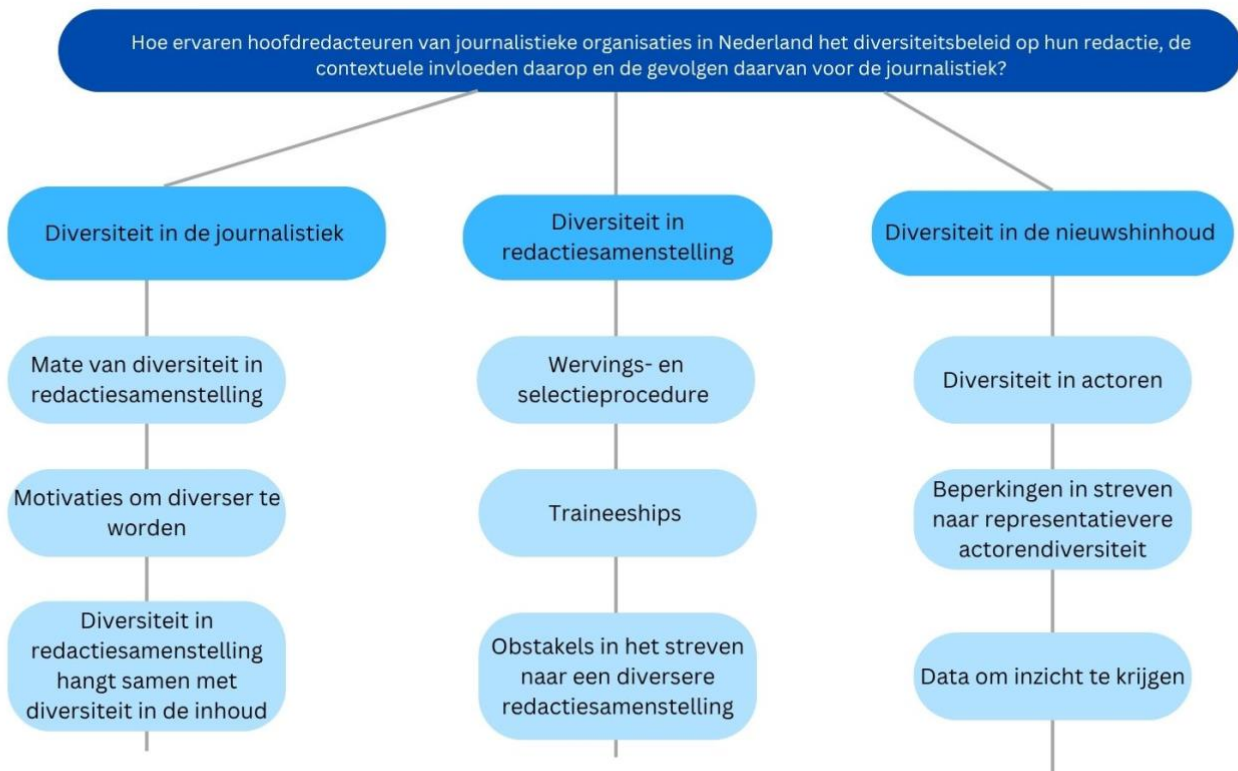 Hoe ervaren hoofdredacteuren van journalistieke organisaties in Nederland het diversiteitsbeleid op hun redactie, de
contextuele invloeden daarop en de gevolgen daarvan voor de journalistiek?
Diversiteit in de journalistiek
Mate van diversiteit in
redactiesamenstelling
Motivaties om diverser te
worden
Diversiteit in
redactiesamenstelling
hangt samen met
diversiteit in de inhoud
Diversiteit in
redactiesamenstelling
Wervings- en
selectieprocedure
Traineeships
Obstakels in het streven
naar een diversere
redactiesamenstelling
Diversiteit in de nieuwshinhoud
Diversiteit in actoren
Beperkingen in streven
naar representatievere
actorendiversiteit
Data om inzicht te krijgen